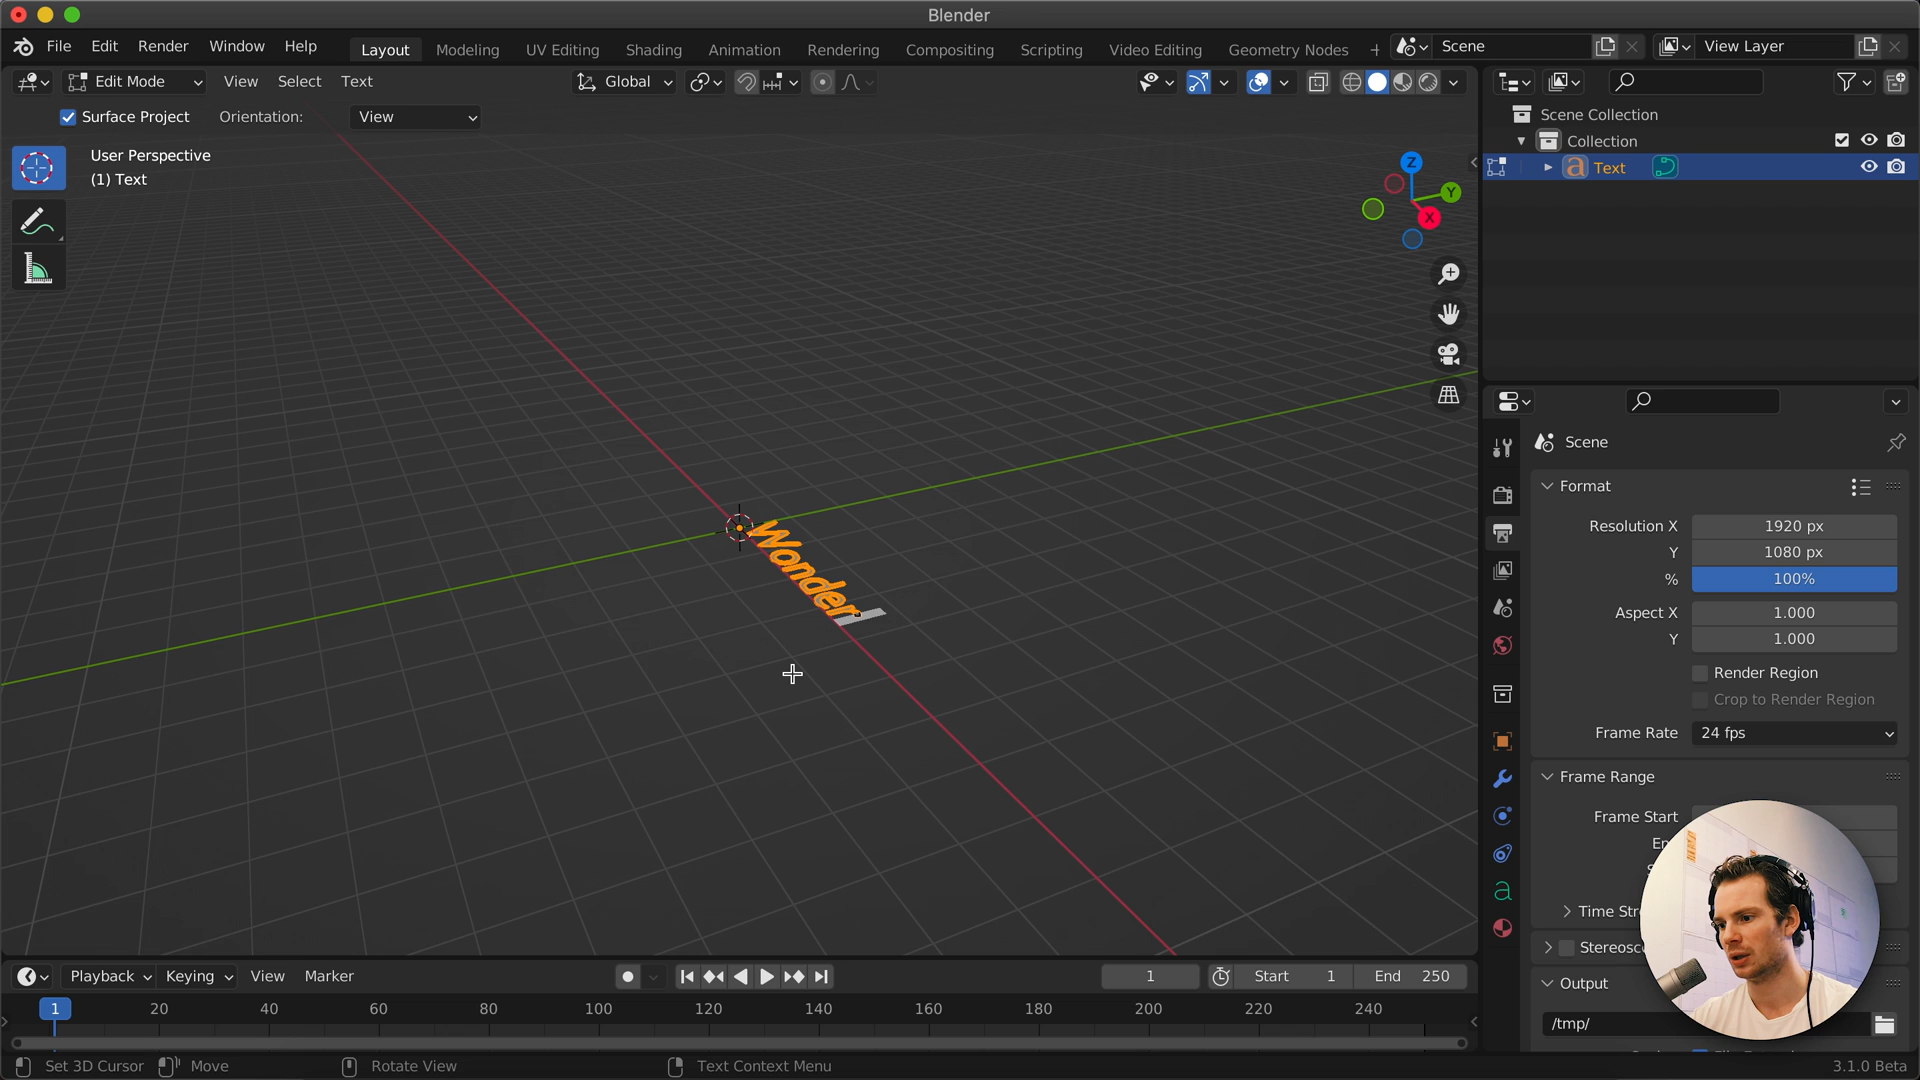 Blender
File Edit Render Window Help
Layout Modeling UV Editing Shading Animation Rendering Compositing Scripting Video Editing Geometry Nodes +
Scene
View Layer
Edit Mode View Select Text
Global
Surface Project Orientation: View
User Perspective
(1) Text
Z
Y
X
Wonder
Scene Collection
Collection
Text
Scene
Format
Resolution X 1920 px
Y 1080 px
% 100%
Aspect X 1.000
Y 1.000
Render Region
Crop to Render Region
Frame Rate 24 fps
Frame Range
Frame Start
Output
/tmp/
Playback Keying View Marker
1
Start 1
End 250
1 20 40 60 80 100 120 140 160 180 200 220 240
Set 3D Cursor Move Rotate View Text Context Menu
3.1.0 Beta